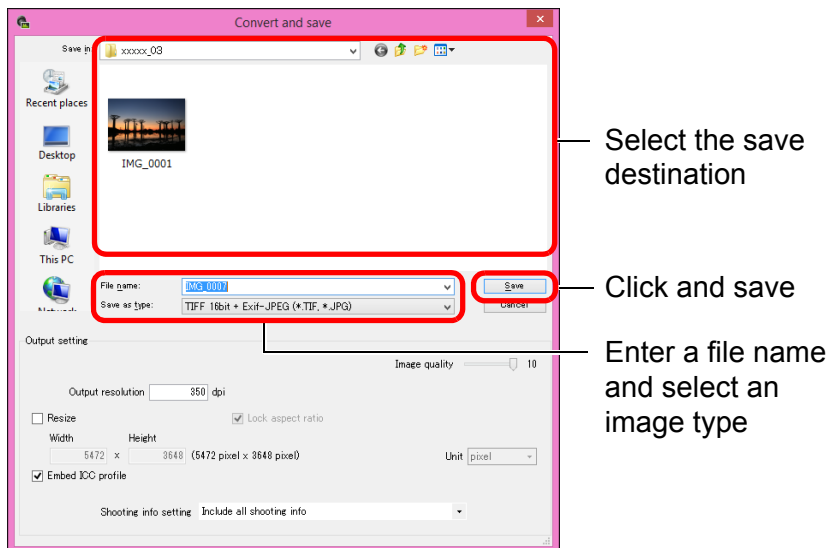 Convert and save
Save in:
xxxxx_03
Recent places
Desktop
Libraries
This PC
Network
IMG_0001
File name:
IMG_0007
Save
Save as type:
TIFF 16bit + Exif-JPEG (*.TIF, *.JPG)
Cancel
Output setting
Image quality
10
Output resolution
350 dpi
Resize
Lock aspect ratio
Width
Height
5472 x 3648 (5472 pixel x 3648 pixel)
Unit pixel
Embed ICC profile
Shooting info setting
Include all shooting info
Select the save
destination
Click and save
Enter a file name
and select an
image type